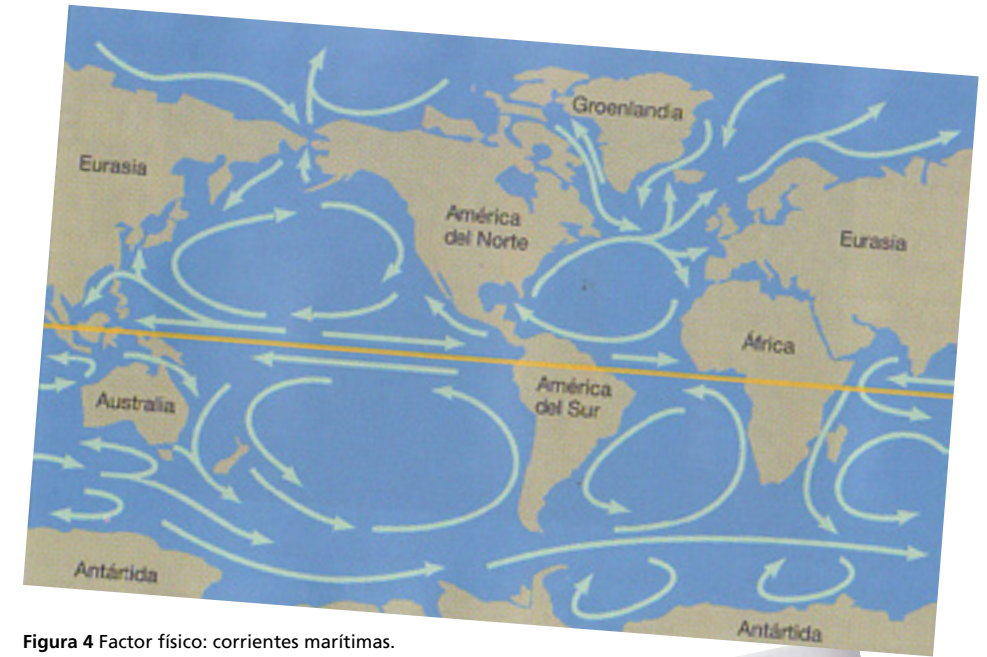 Groenlandia
Eurasia
América
del Norte
Eurasia
África
América
del Sur
Australia
Antártida
Antártida
Figura 4 Factor físico: corrientes marítimas.